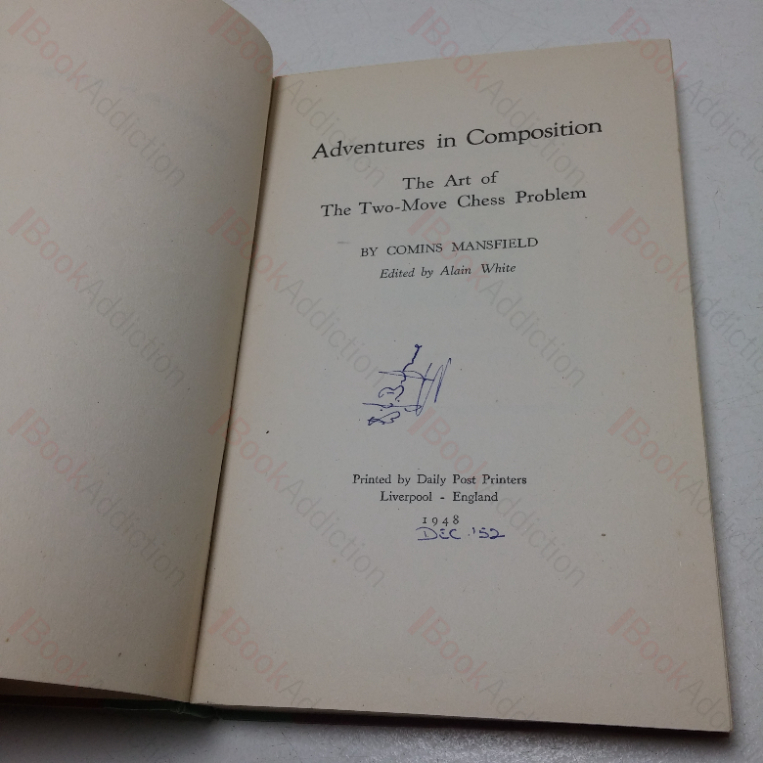 Adventures in Composition
The Art of
The Two-Move Chess Problem
BY COMINS MANSFIELD
Edited by Alain White
Printed by Daily Post Printers
Liverpool - England
1948
DEC '52
BookAddiction